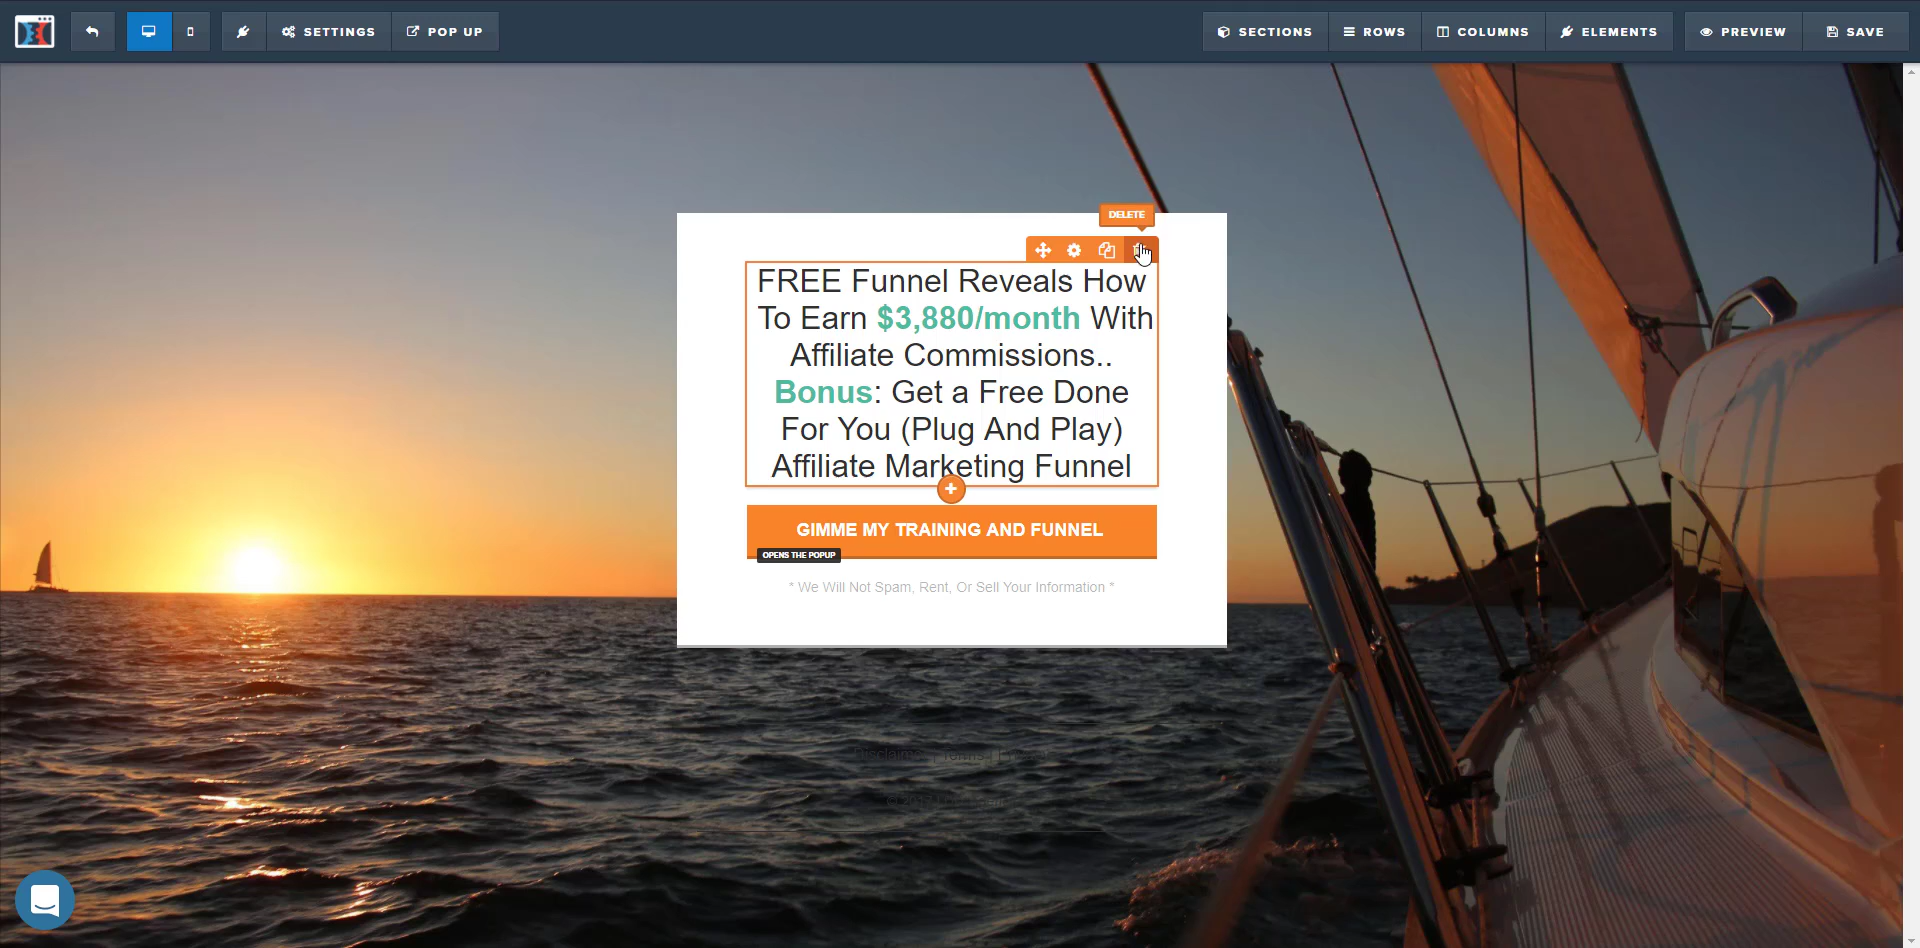 SETTINGS
POP UP
SECTIONS
ROWS
COLUMNS
ELEMENTS
PREVIEW
SAVE
DELETE
FREE Funnel Reveals How
To Earn $3,880/month With
Affiliate Commissions..
Bonus: Get a Free Done
For You (Plug And Play)
Affiliate Marketing Funnel
GIMME MY TRAINING AND FUNNEL
OPENS THE POPUP
* We Will Not Spam, Rent, Or Sell Your Information *